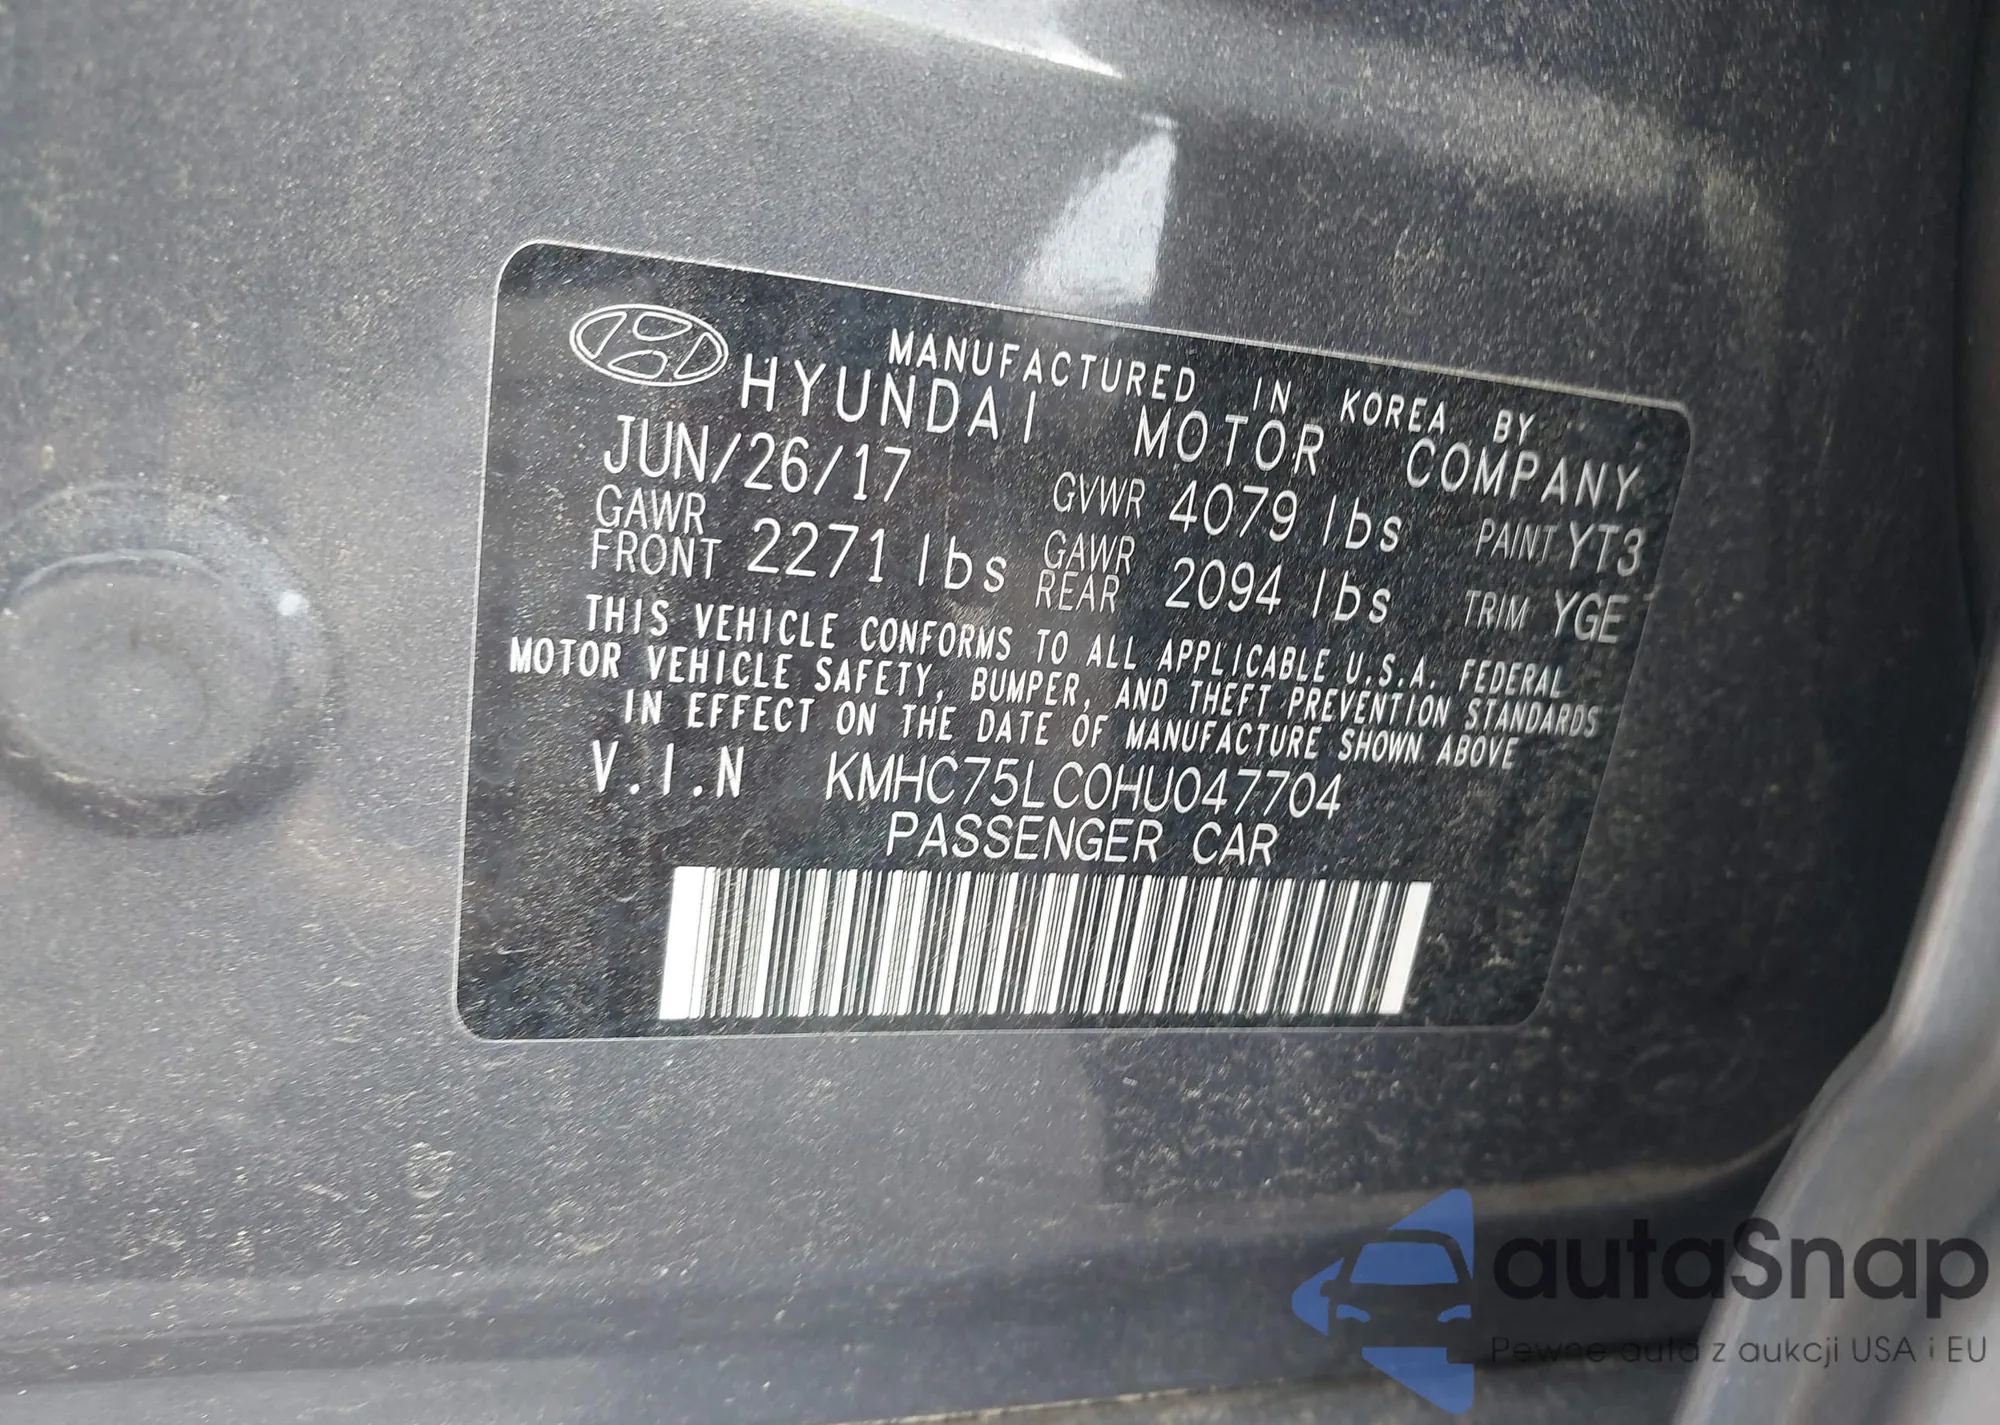 MANUFACTURED IN KOREA BY
HYUNDAI MOTOR COMPANY
JUN/26/17 GVWR 4079 lbs PAINT YT3
GAWR FRONT 2271 lbs GAWR REAR 2094 lbs TRIM YGE
THIS VEHICLE CONFORMS TO ALL APPLICABLE U.S.A. FEDERAL
MOTOR VEHICLE SAFETY, BUMPER, AND THEFT PREVENTION STANDARDS
IN EFFECT ON THE DATE OF MANUFACTURE SHOWN ABOVE
V.I.N KMHC75LC0HU047704
PASSENGER CAR
autaSnap
Pewne auta z aukcji USA i EU